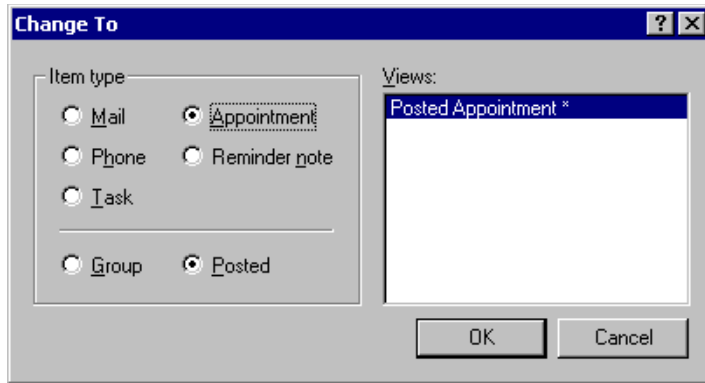 Change To
Item type
Mail
Appointment
Phone
Reminder note
Task
Group
Posted
Views:
Posted Appointment *
OK
Cancel